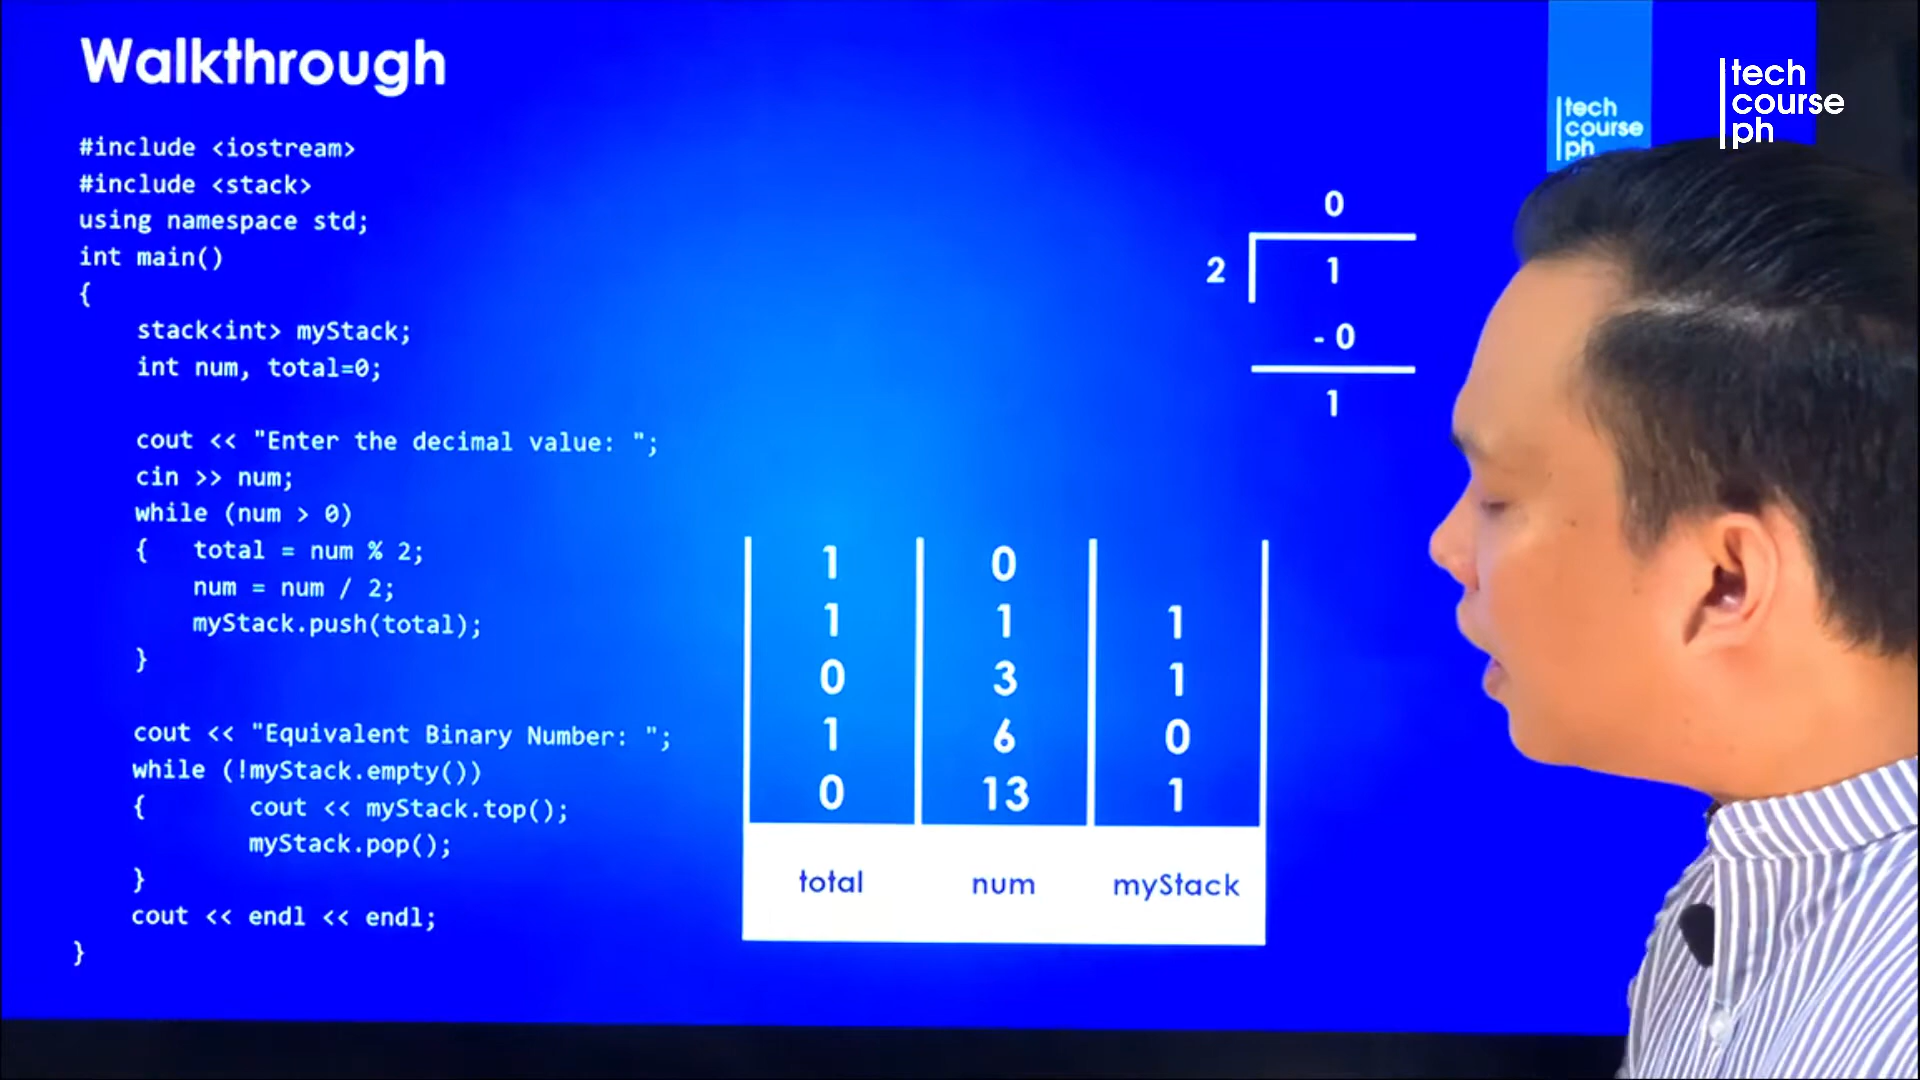 Walkthrough
#include <iostream>
#include <stack>
using namespace std;
int main()
{
stack<int> myStack;
int num, total=0;
cout << "Enter the decimal value: ";
cin >> num;
while (num > 0)
{ total = num % 2;
num = num / 2;
myStack.push(total);
}
cout << "Equivalent Binary Number: ";
while (!myStack.empty())
{ cout << myStack.top();
myStack.pop();
}
cout << endl << endl;
}
0
2 1
- 0
1
1 0
1 1 1
0 3 1
1 6 0
0 13 1
total num myStack
tech
course
ph
tech
course
ph